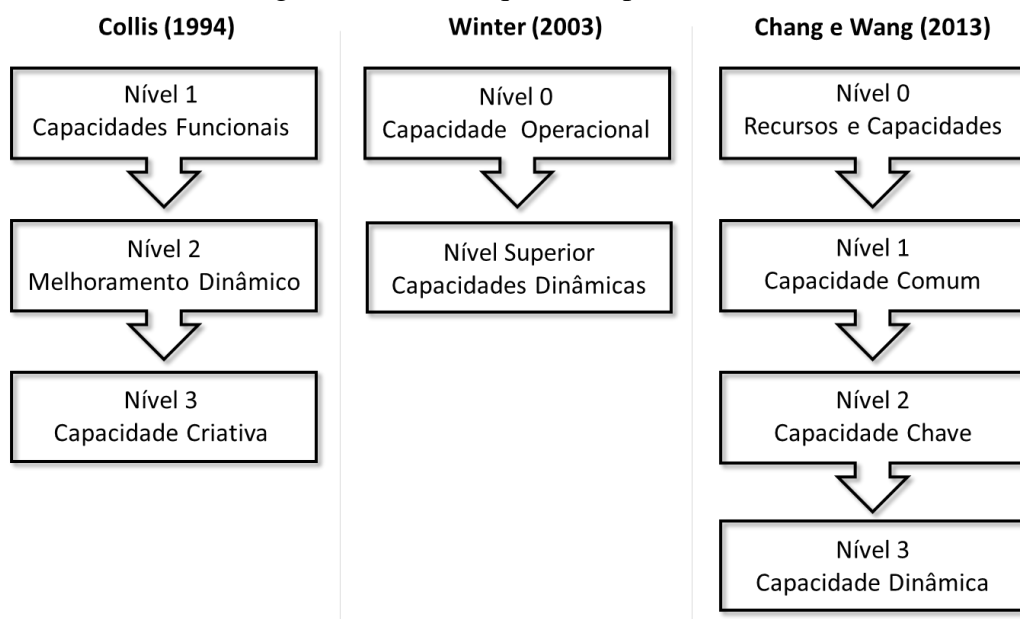 Collis (1994)
Nível 1
Capacidades Funcionais
Nível 2
Melhoramento Dinâmico
Nível 3
Capacidade Criativa
Winter (2003)
Nível 0
Capacidade Operacional
Nível Superior
Capacidades Dinâmicas
Chang e Wang (2013)
Nível 0
Recursos e Capacidades
Nível 1
Capacidade Comum
Nível 2
Capacidade Chave
Nível 3
Capacidade Dinâmica